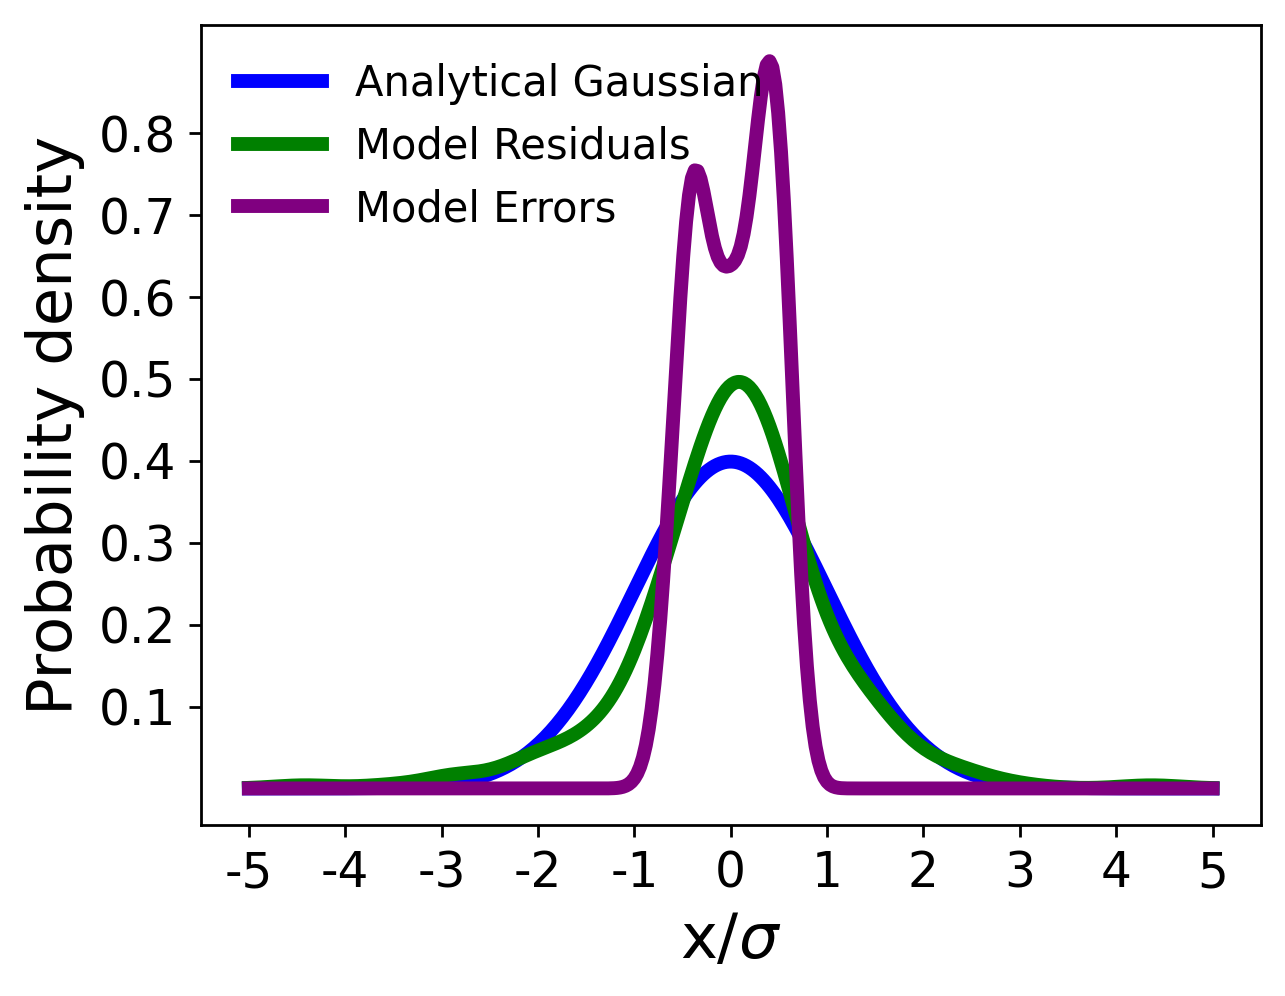 Analytical Gaussian
Model Residuals
Model Errors
Probability density
0.8
0.7
0.6
0.5
0.4
0.3
0.2
0.1
-5 -4 -3 -2 -1 0 1 2 3 4 5
x/σ